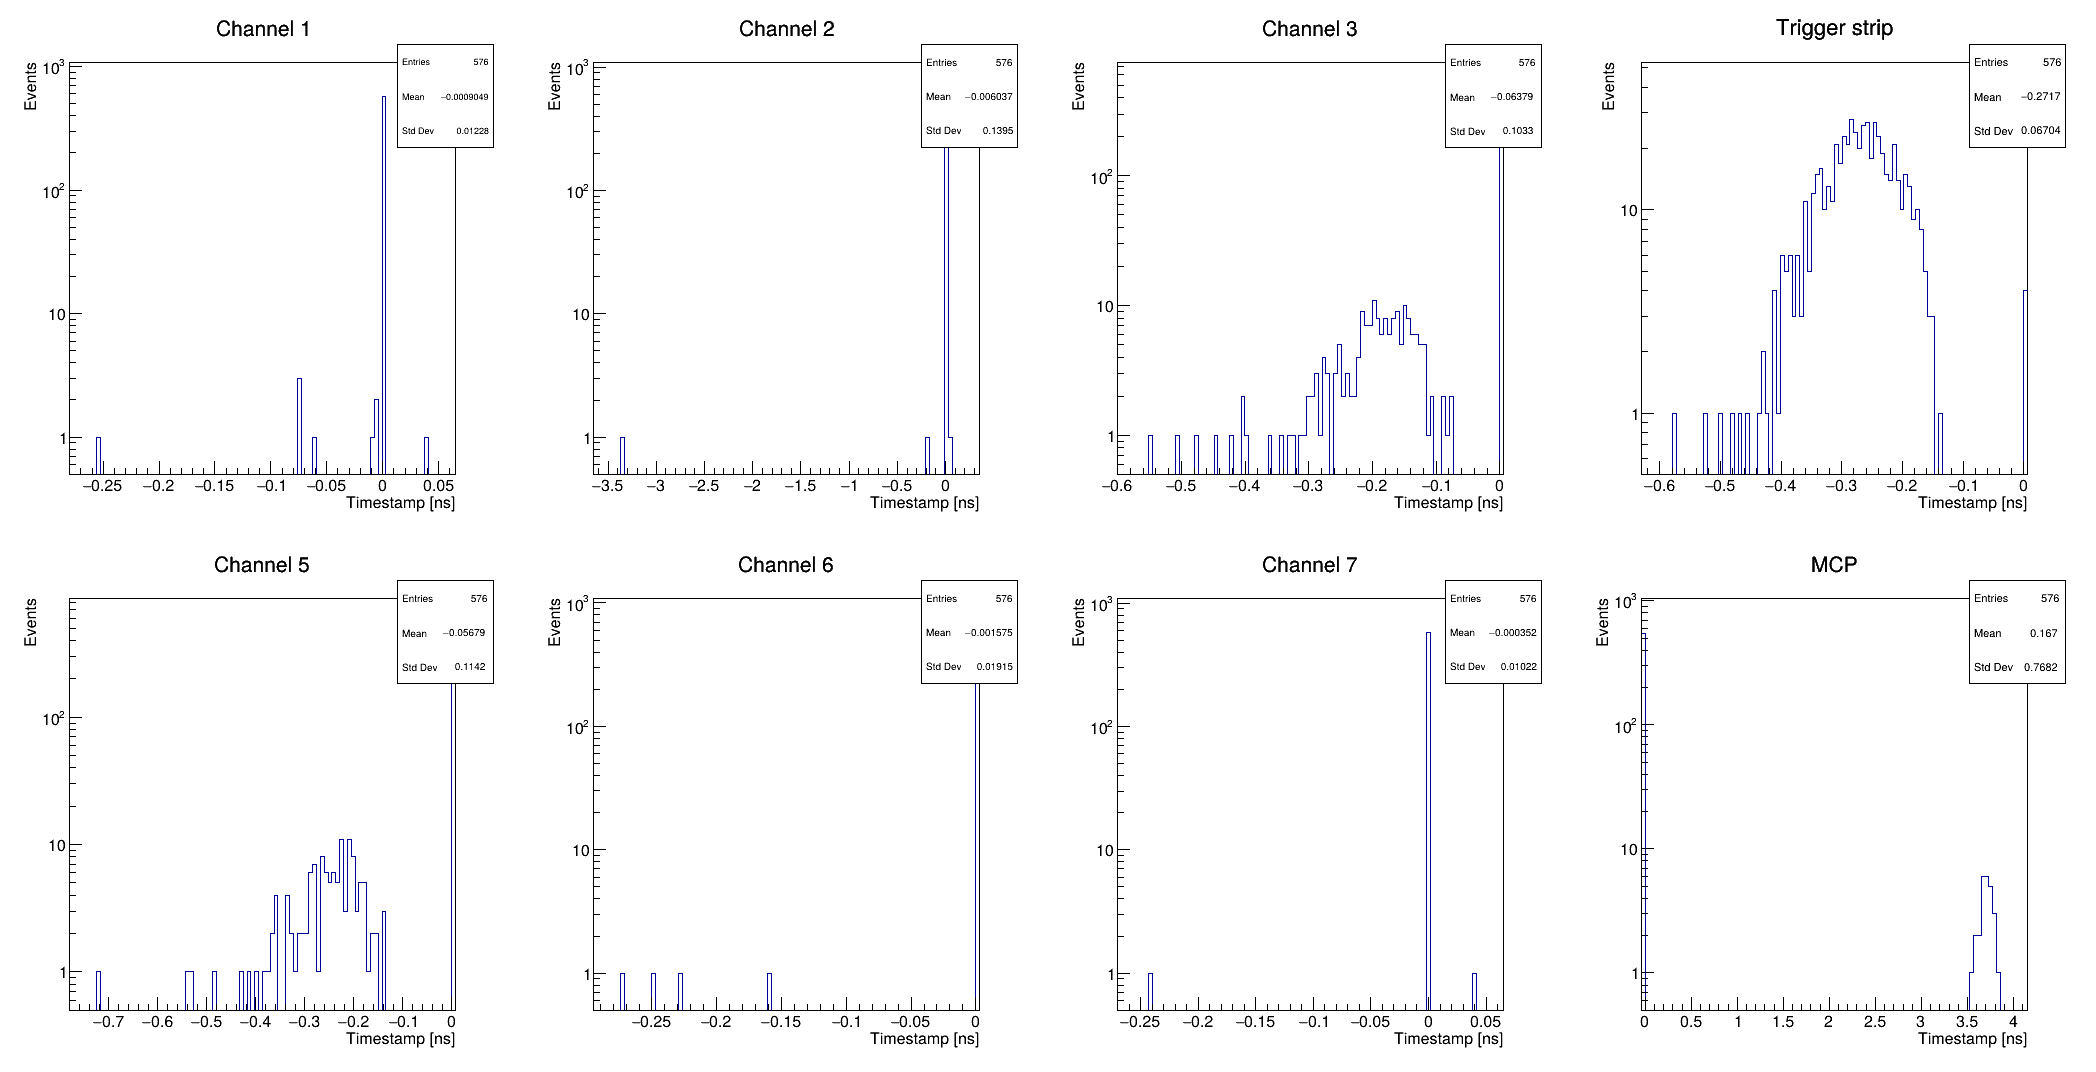 Channel 1
Events
10³
10²
10
1
Entries 576
Mean −0.0009049
Std Dev 0.01228
−0.25 −0.2 −0.15 −0.1 −0.05 0 0.05
Timestamp [ns]
Channel 2
Events
10³
10²
10
1
Entries 576
Mean −0.006037
Std Dev 0.1395
−3.5 −3 −2.5 −2 −1.5 −1 −0.5 0
Timestamp [ns]
Channel 3
Events
10²
10
1
Entries 576
Mean −0.06379
Std Dev 0.1033
−0.6 −0.5 −0.4 −0.3 −0.2 −0.1 0
Timestamp [ns]
Trigger strip
Events
10
1
Entries 576
Mean −0.2717
Std Dev 0.06704
−0.6 −0.5 −0.4 −0.3 −0.2 −0.1 0
Timestamp [ns]
Channel 5
Events
10²
10
1
Entries 576
Mean −0.05679
Std Dev 0.1142
−0.7 −0.6 −0.5 −0.4 −0.3 −0.2 −0.1 0
Timestamp [ns]
Channel 6
Events
10³
10²
10
1
Entries 576
Mean −0.001575
Std Dev 0.01915
−0.25 −0.2 −0.15 −0.1 −0.05 0
Timestamp [ns]
Channel 7
Events
10³
10²
10
1
Entries 576
Mean −0.000352
Std Dev 0.01022
−0.25 −0.2 −0.15 −0.1 −0.05 0 0.05
Timestamp [ns]
MCP
Events
10³
10²
10
1
Entries 576
Mean 0.167
Std Dev 0.7682
0 0.5 1 1.5 2 2.5 3 3.5 4
Timestamp [ns]